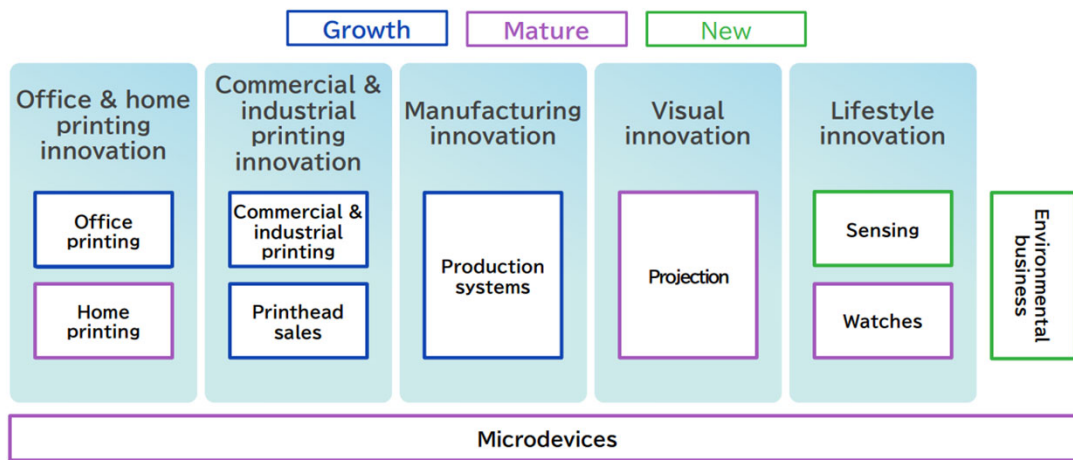 Growth
Mature
New
Office & home
printing
innovation
Commercial &
industrial
printing
innovation
Manufacturing
innovation
Visual
innovation
Lifestyle
innovation
Office
printing
Home
printing
Commercial &
industrial
printing
Printhead
sales
Production
systems
Projection
Sensing
Watches
Environmental
business
Microdevices